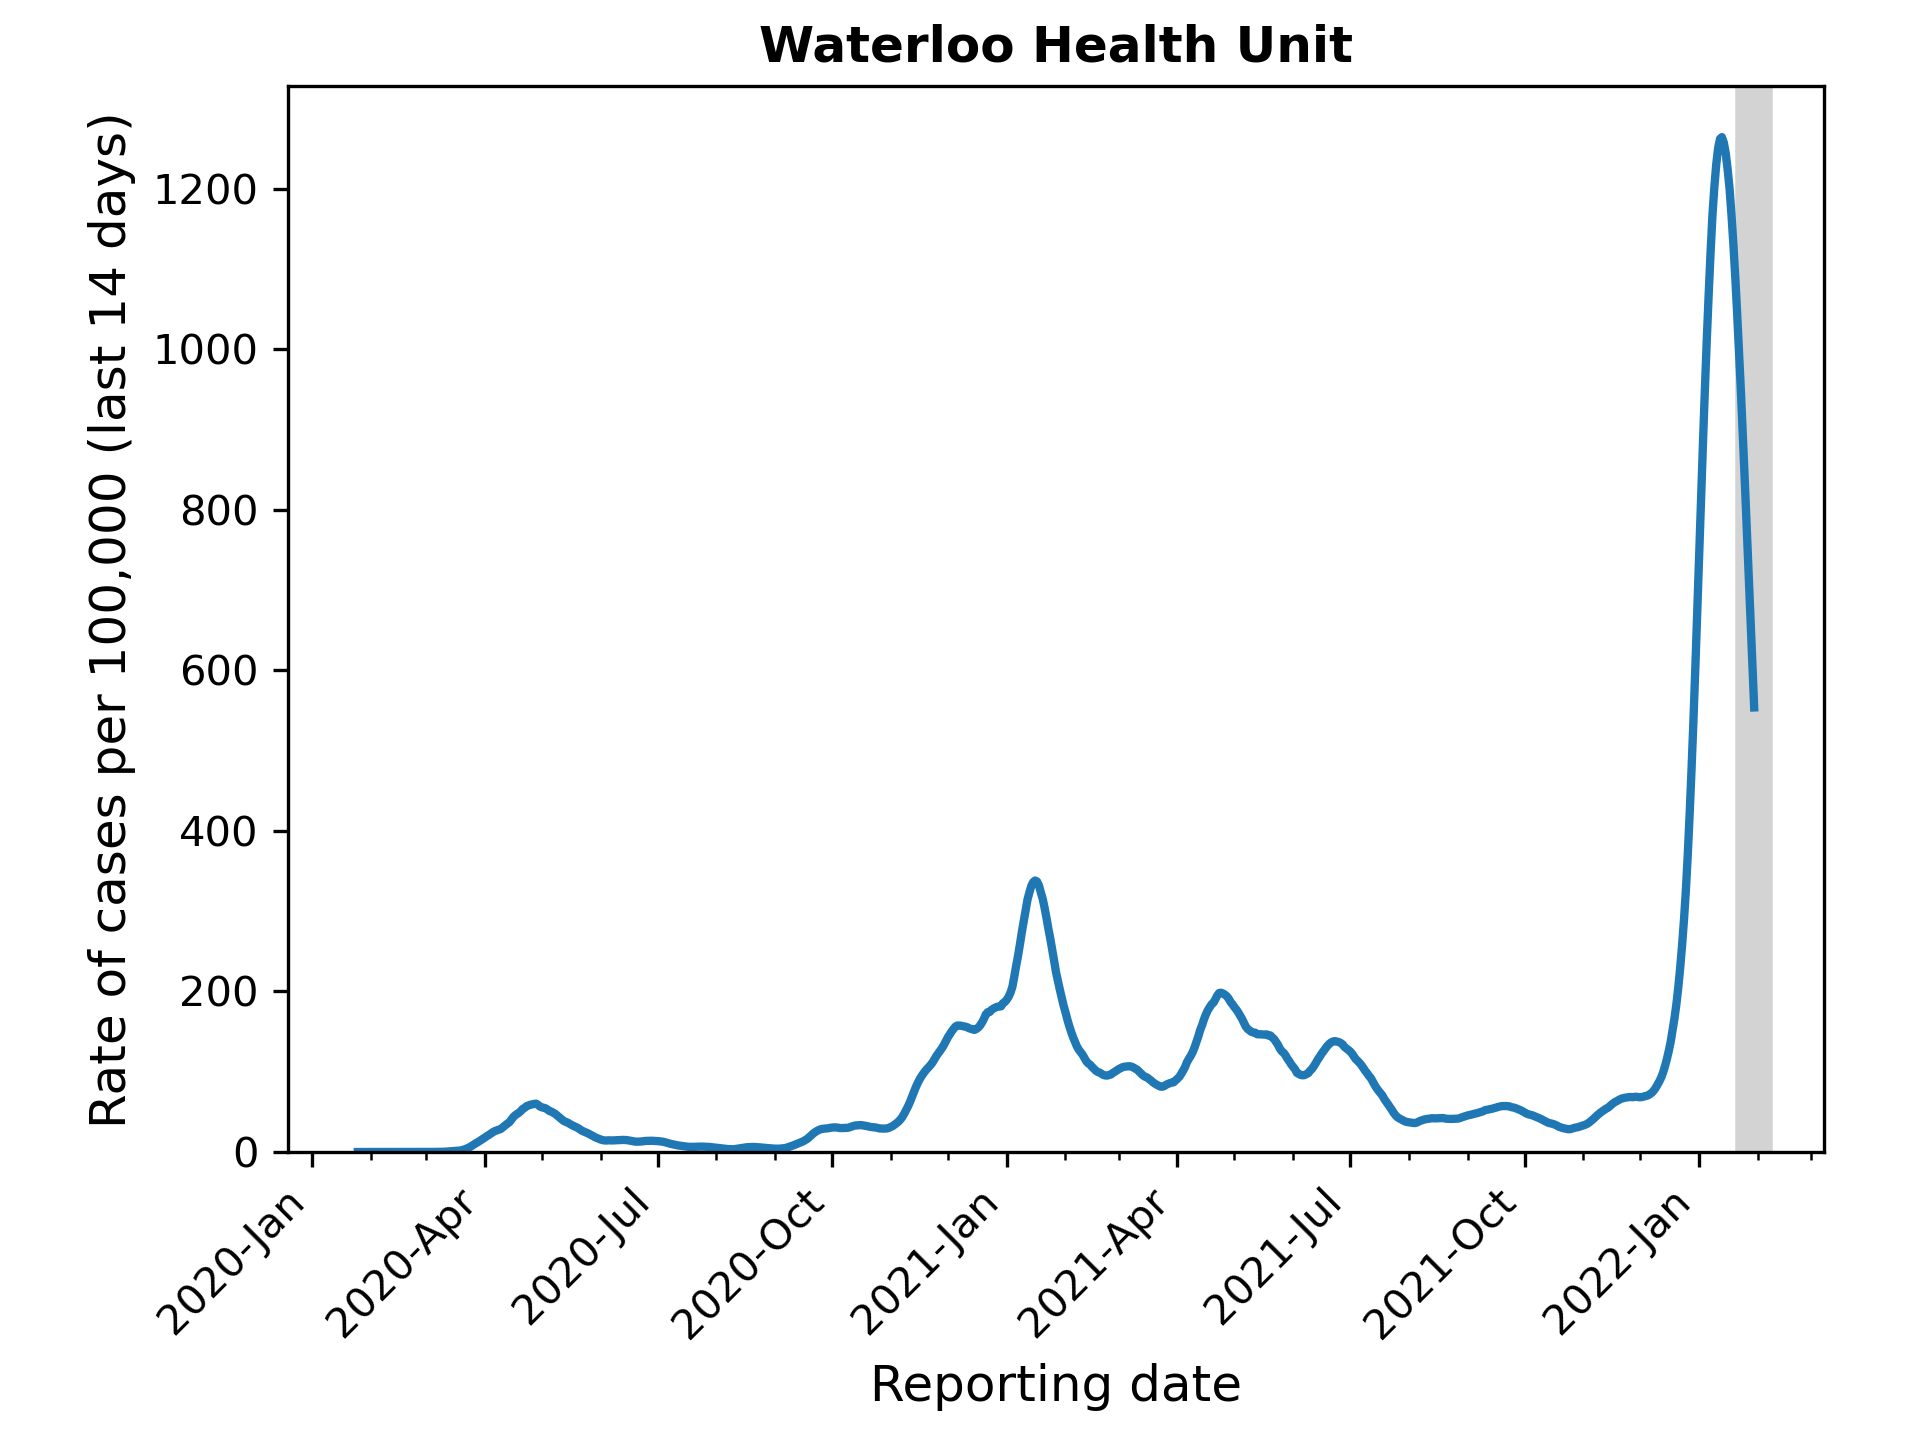 Waterloo Health Unit
Rate of cases per 100,000 (last 14 days)
1200
1000
800
600
400
200
0
2020-Jan
2020-Apr
2020-Jul
2020-Oct
2021-Jan
2021-Apr
2021-Jul
2021-Oct
2022-Jan
Reporting date